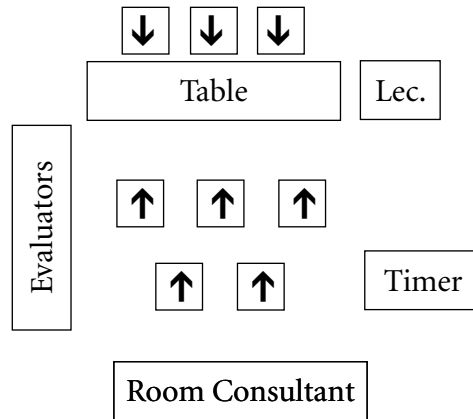 Table
Lec.
Evaluators
Timer
Room Consultant